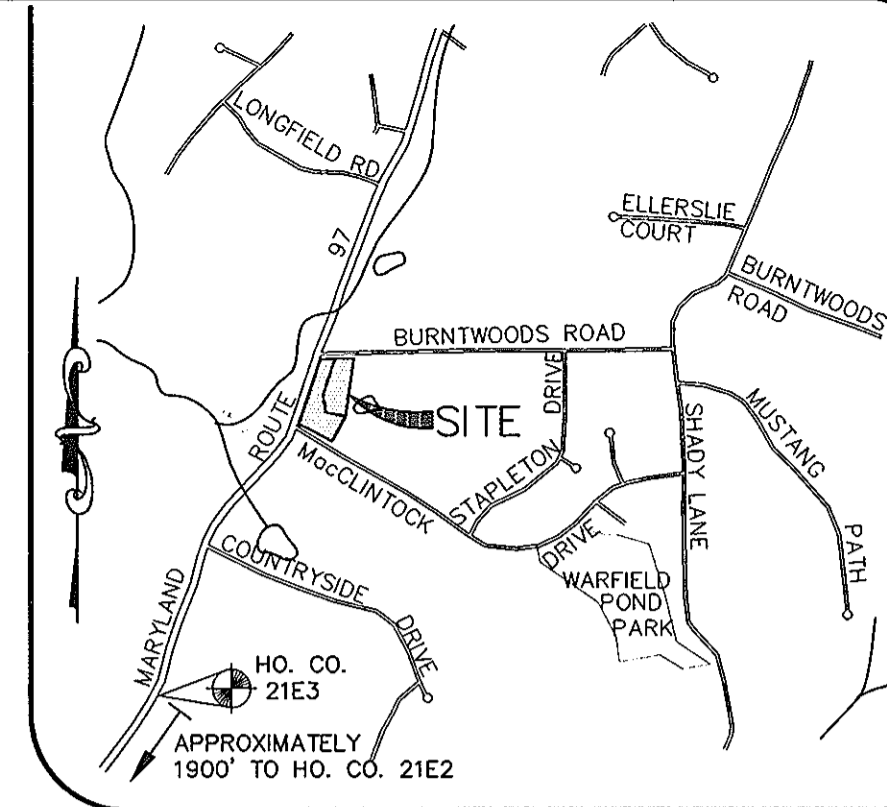 LONGFIELD RD
97
ELLERSLIE
COURT
BURNTWOODS
ROAD
BURNTWOODS ROAD
DRIVE
SITE
ROUTE
MacCLINTOCK
STAPLETON
SHADY LANE
MUSTANG
PATH
DRIVE
WARFIELD
POND
PARK
COUNTRYSIDE
DRIVE
MARYLAND
HO. CO.
21E3
APPROXIMATELY
1900' TO HO. CO. 21E2